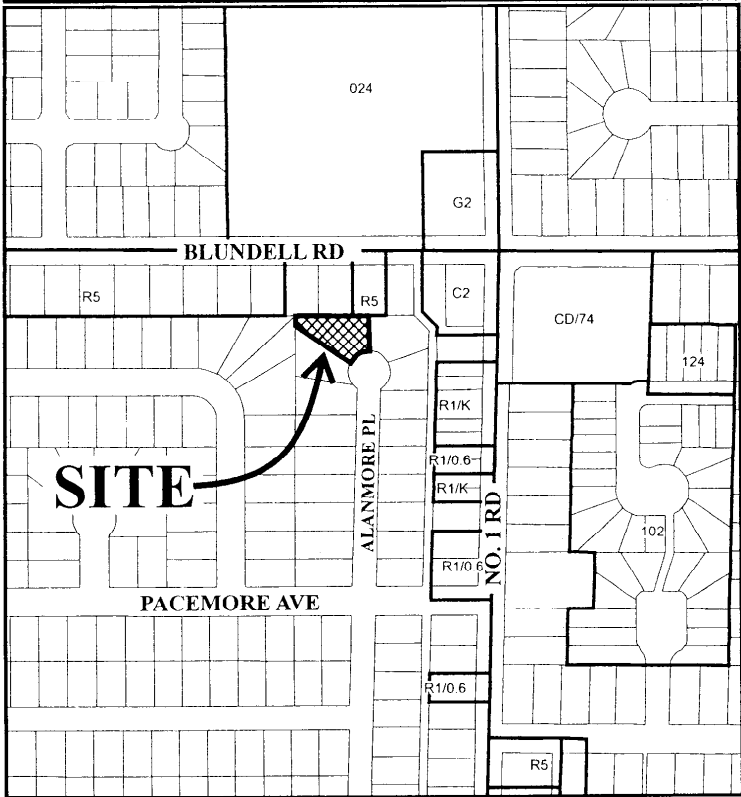 024
G2
BLUNDELL RD
R5
R5
C2
CD/74
124
R1/K
ALANMORE PL
R1/0.6
SITE
R1/K
NO. 1 RD
102
R1/0.6
PACEMORE AVE
R1/0.6
R5